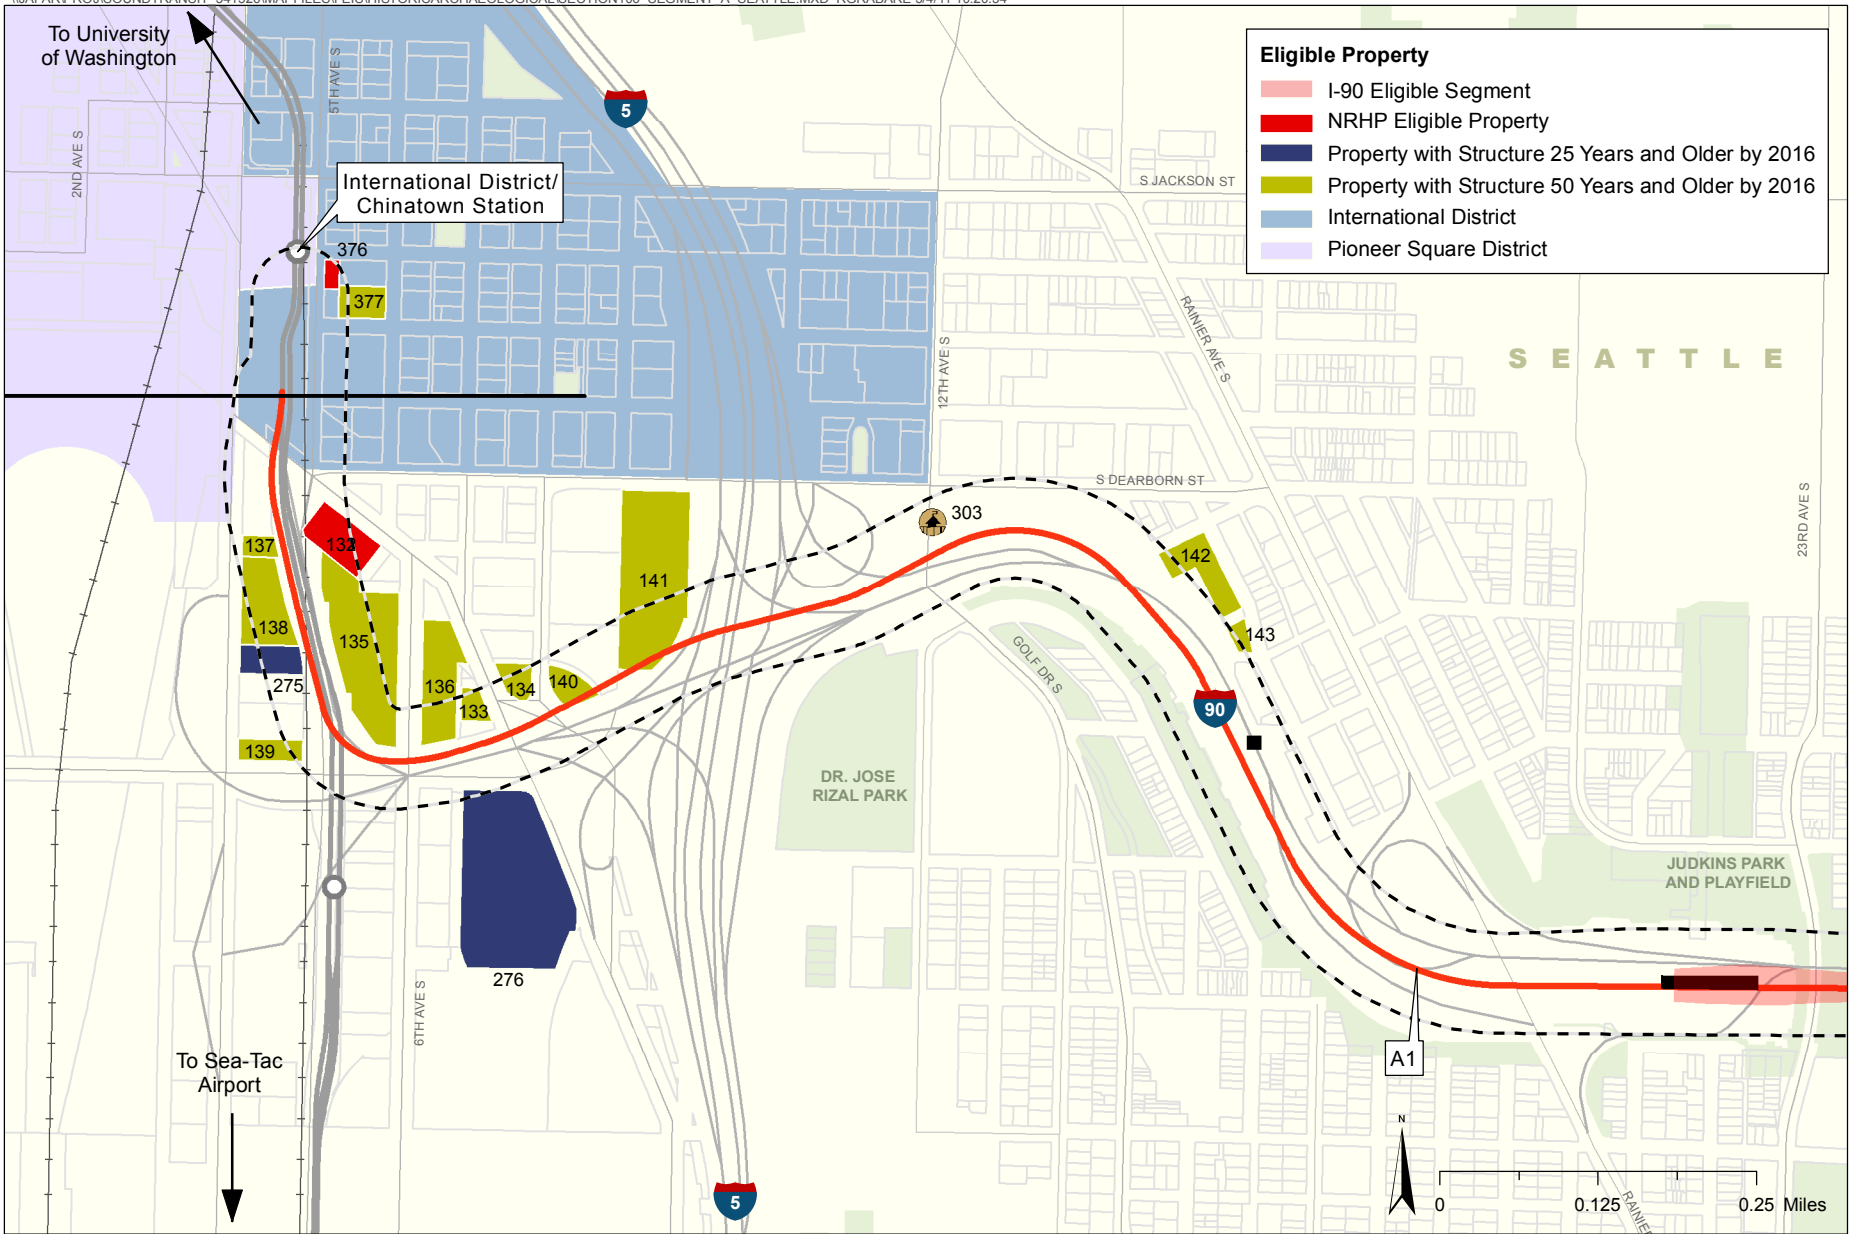 To University
of Washington
5TH AVE S
2ND AVE S
5
Eligible Property
I-90 Eligible Segment
NRHP Eligible Property
Property with Structure 25 Years and Older by 2016
Property with Structure 50 Years and Older by 2016
International District
Pioneer Square District
International District/
Chinatown Station
S JACKSON ST
376
377
RAINIER AVE S
SEATTLE
12TH AVE S
S DEARBORN ST
303
23RD AVE S
137
141
142
138
135
143
275
136
133
134
140
GOLF DR S
90
139
DR. JOSE
RIZAL PARK
JUDKINS PARK
AND PLAYFIELD
276
6TH AVE S
To Sea-Tac
Airport
A1
N
0
0.125
0.25 Miles
5